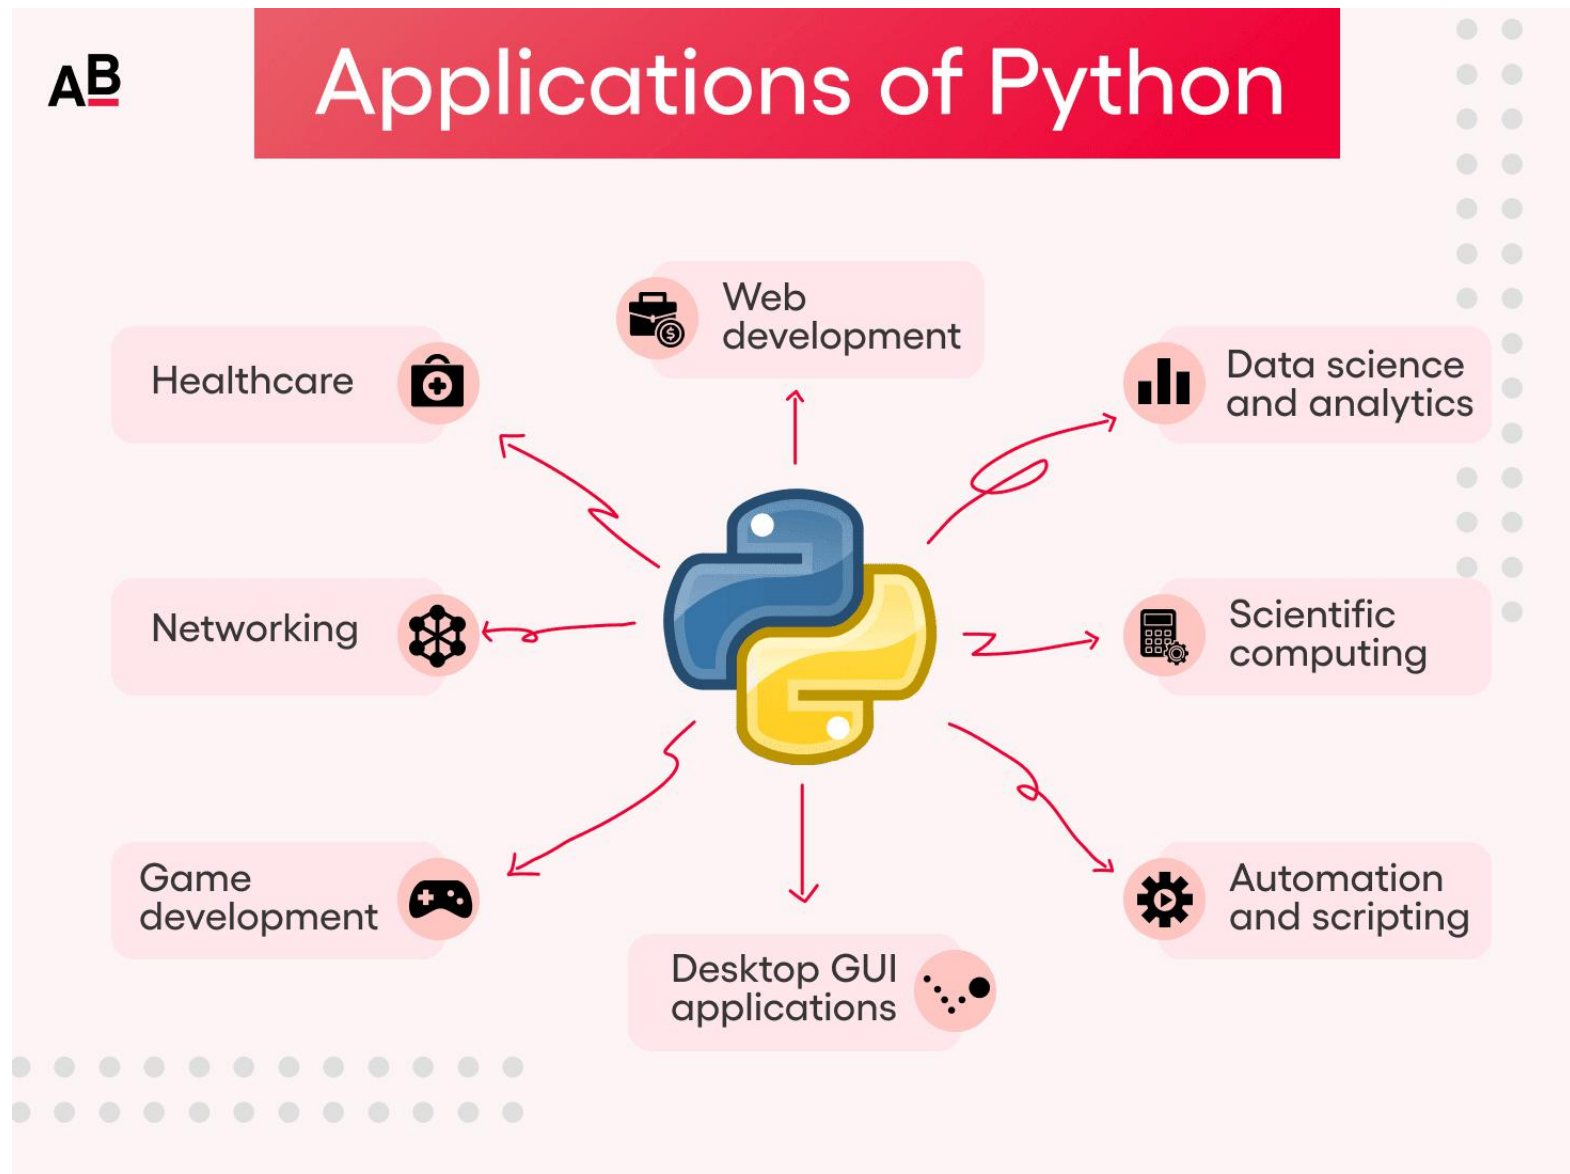 AB
Applications of Python
Web
development
Healthcare
Data science
and analytics
Networking
Scientific
computing
Game
development
Automation
and scripting
Desktop GUI
applications